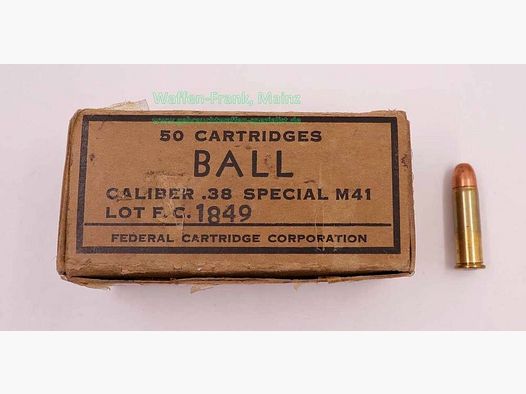 Waffen-Frank, Mainz
50 CARTRIDGES
BALL
CALIBER .38 SPECIAL M41
LOT F.C. 1849
FEDERAL CARTRIDGE CORPORATION